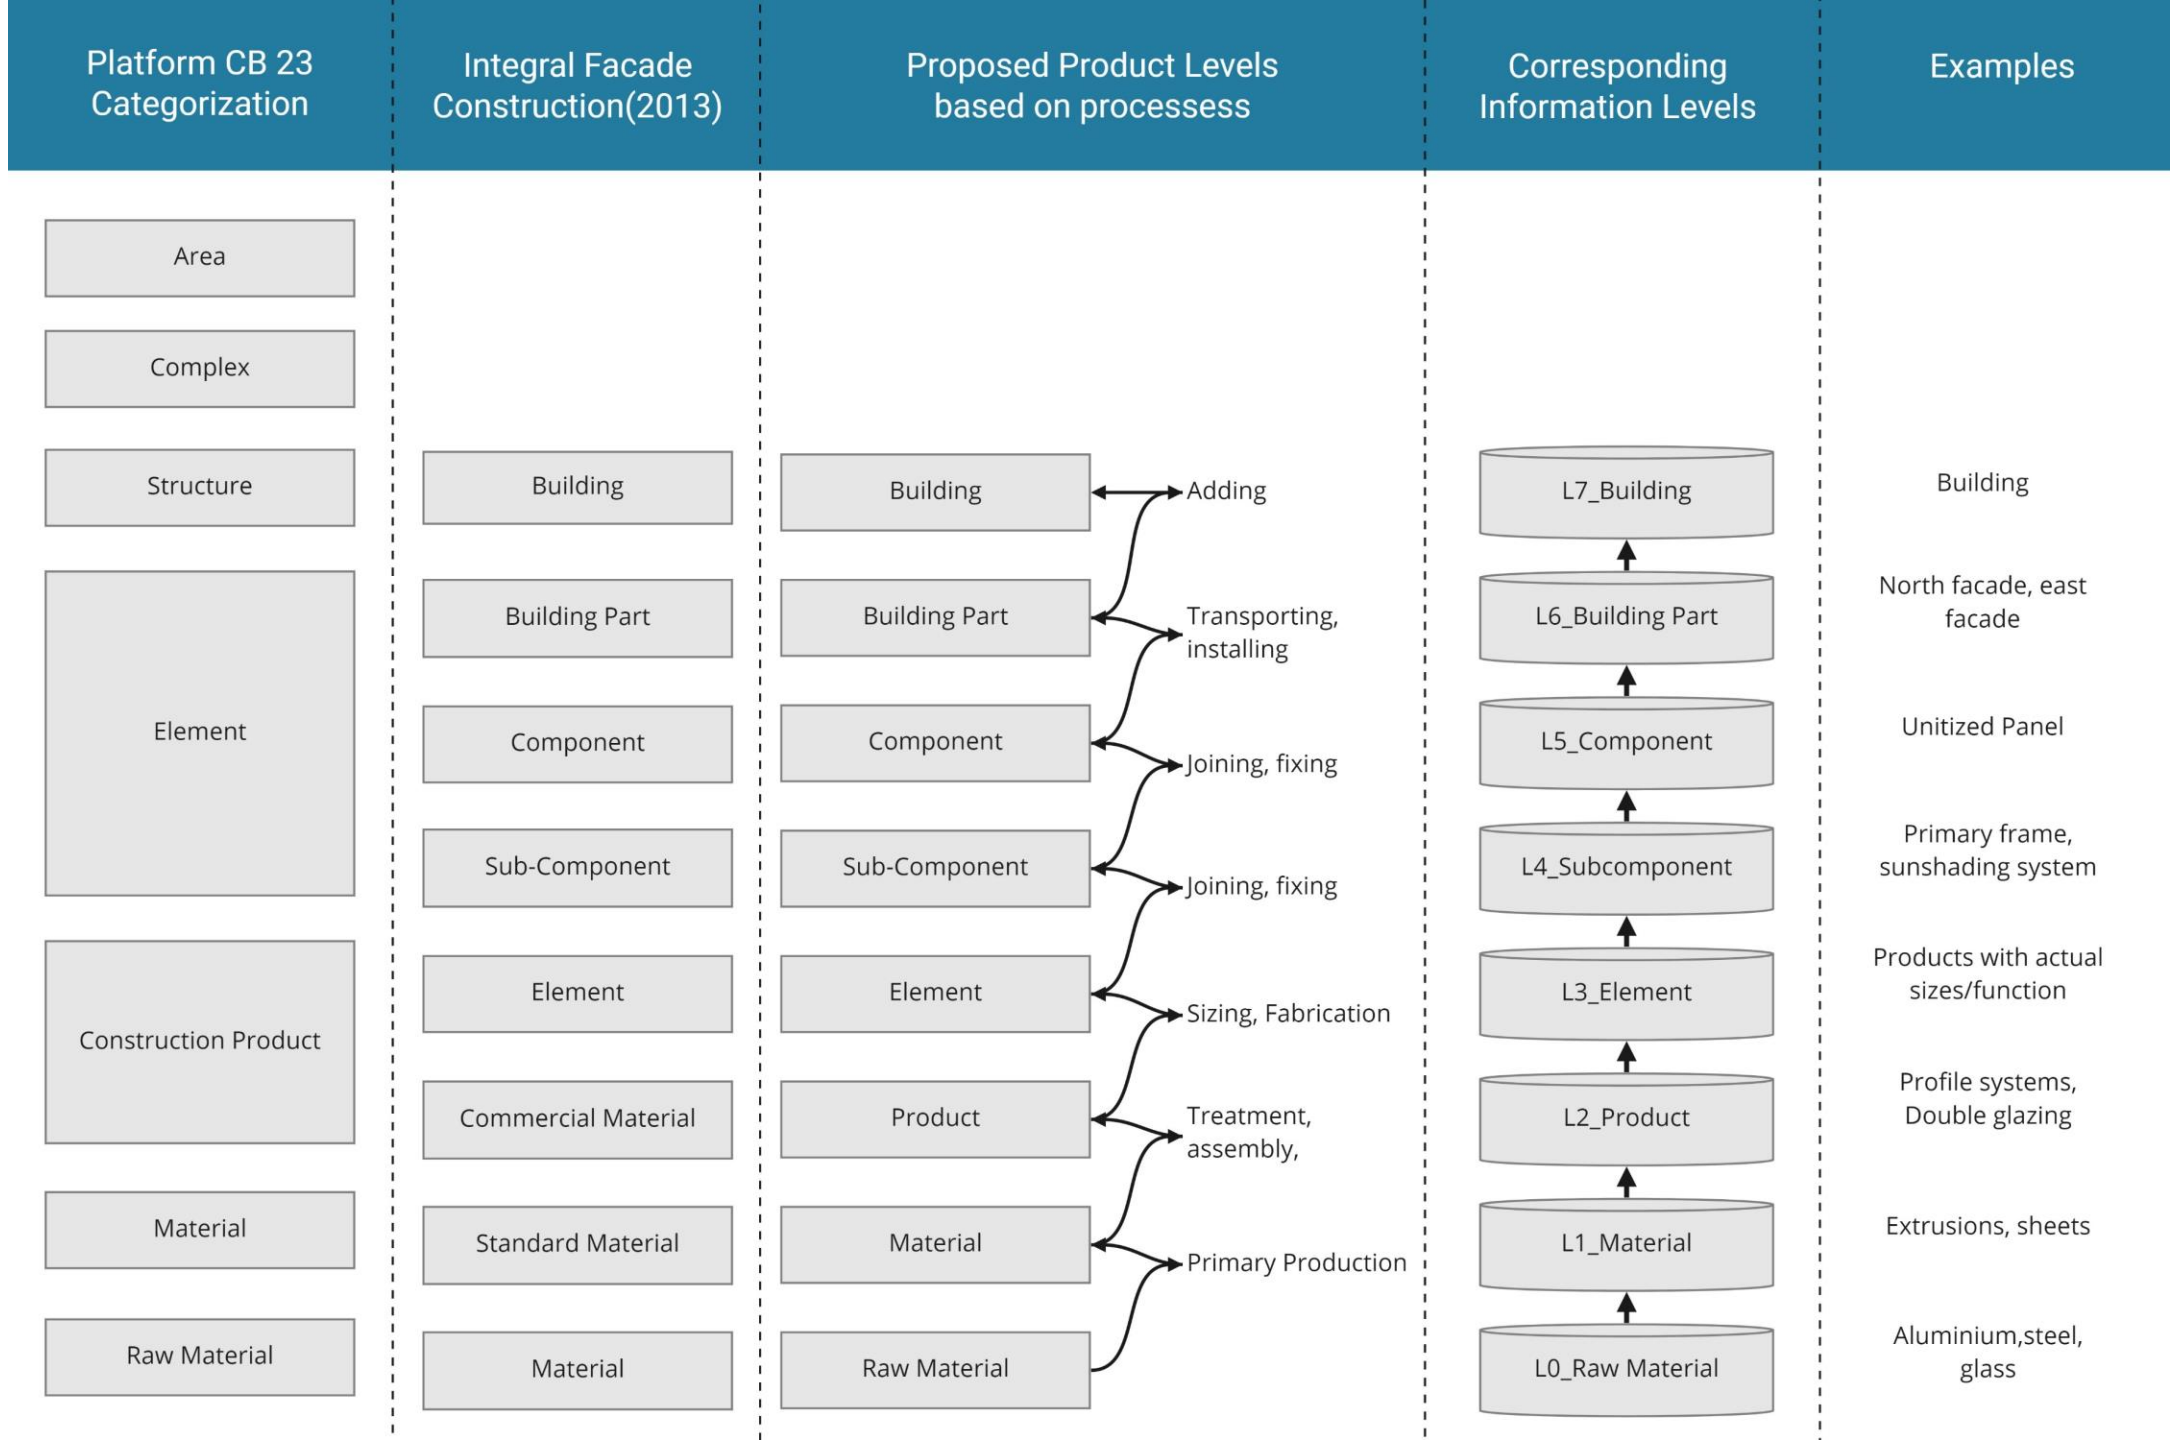 Platform CB 23
Categorization
Integral Facade
Construction(2013)
Proposed Product Levels
based on processess
Corresponding
Information Levels
Examples
Area
Complex
Structure
Building
Building
Adding
L7_Building
Building
Element
Building Part
Building Part
Transporting,
installing
L6_Building Part
North facade, east
facade
Component
Component
Joining, fixing
L5_Component
Unitized Panel
Sub-Component
Sub-Component
Joining, fixing
L4_Subcomponent
Primary frame,
sunshading system
Construction Product
Element
Element
Sizing, Fabrication
L3_Element
Products with actual
sizes/function
Commercial Material
Product
Treatment,
assembly,
L2_Product
Profile systems,
Double glazing
Material
Standard Material
Material
Primary Production
L1_Material
Extrusions, sheets
Raw Material
Material
Raw Material
L0_Raw Material
Aluminium,steel,
glass